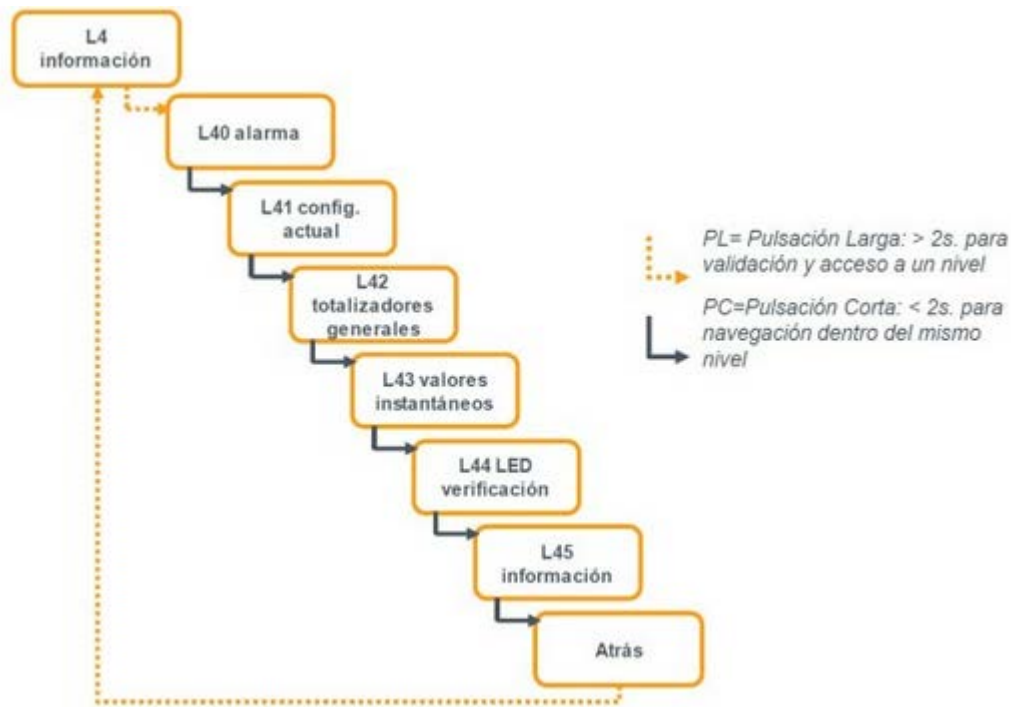 L4
información
L40 alarma
L41 config.
actual
L42
totalizadores
generales
L43 valores
instantáneos
L44 LED
verificación
L45
información
Atrás
PL= Pulsación Larga: > 2s. para
validación y acceso a un nivel
PC=Pulsación Corta: < 2s. para
navegación dentro del mismo
nivel